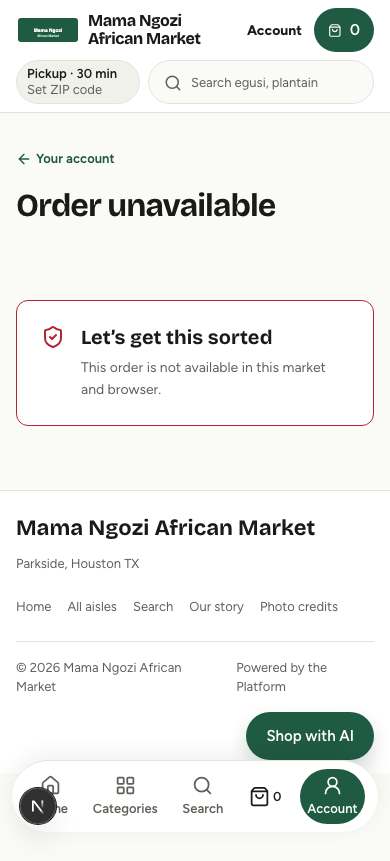 Mama Ngozi
African Market
Mama Ngozi
African Market
Account
0
Pickup · 30 min
Set ZIP code
Search egusi, plantain
Your account
Order unavailable
Let's get this sorted
This order is not available in this market
and browser.
Mama Ngozi African Market
Parkside, Houston TX
Home All aisles Search Our story Photo credits
© 2026 Mama Ngozi African
Market
Powered by the
Platform
Shop with AI
N
Categories
Search
0
Account